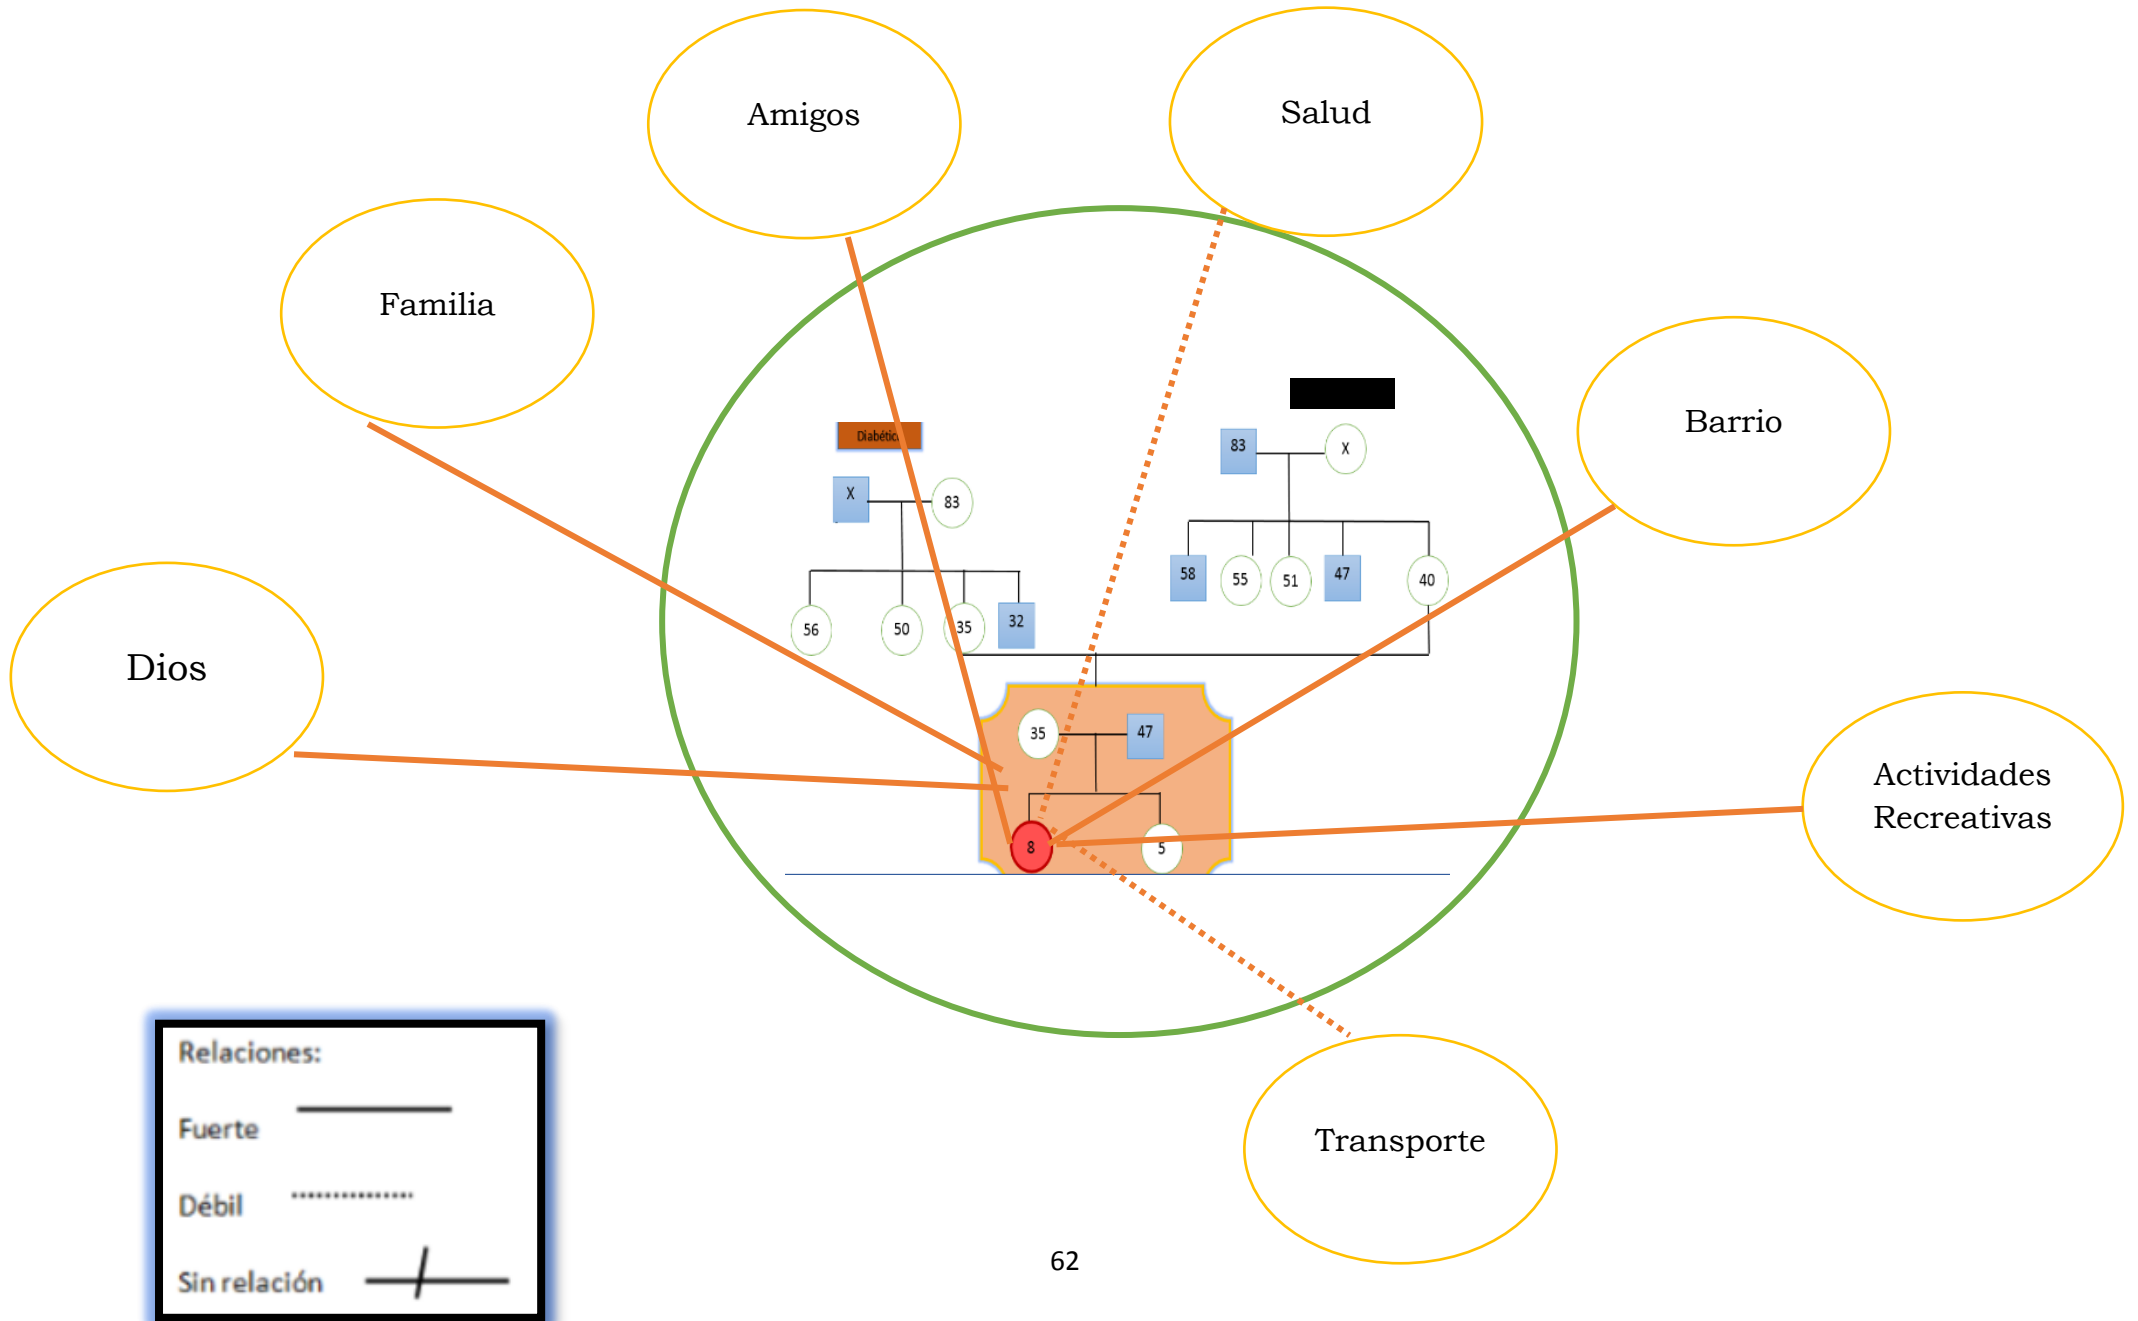 Amigos
Salud
Familia
Barrio
83
X
X
83
58
55
51
47
40
56
50
35
32
Dios
35
47
Actividades
Recreativas
8
5
Relaciones:
Fuerte
Débil
Sin relación
Transporte
62